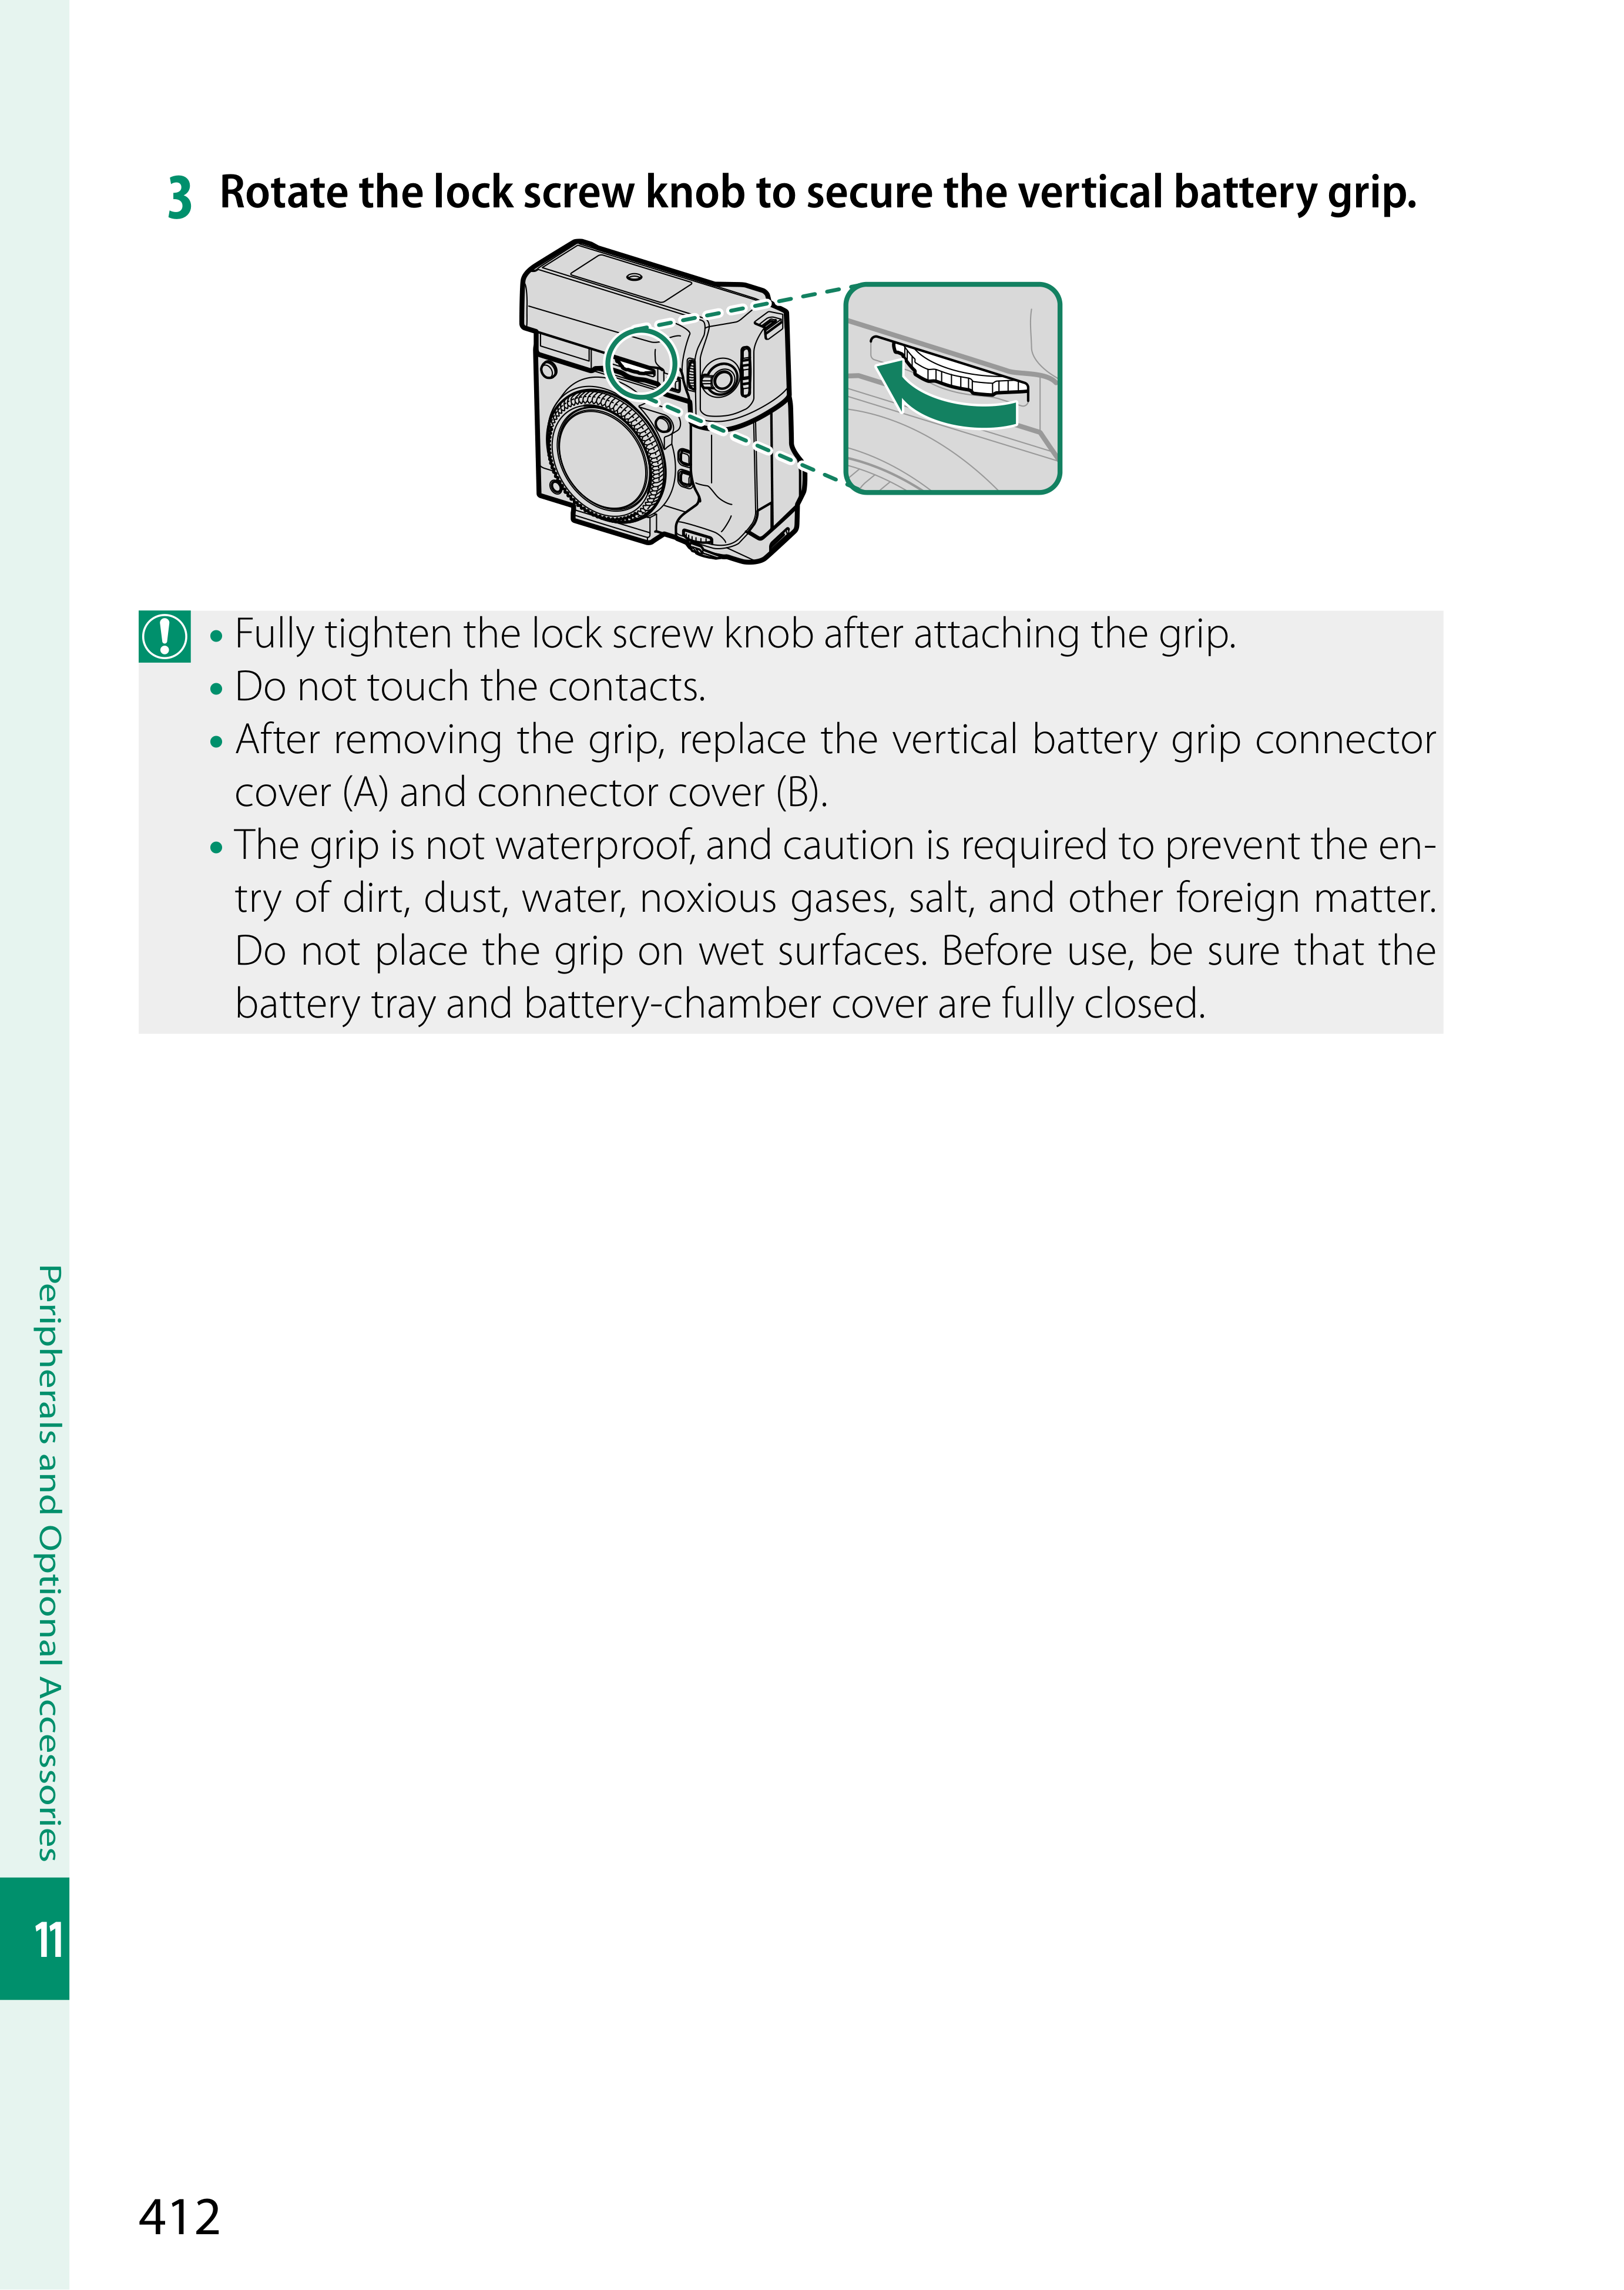 3 Rotate the lock screw knob to secure the vertical battery grip.
• Fully tighten the lock screw knob after attaching the grip.
• Do not touch the contacts.
• After removing the grip, replace the vertical battery grip connector
cover (A) and connector cover (B).
• The grip is not waterproof, and caution is required to prevent the en-
try of dirt, dust, water, noxious gases, salt, and other foreign matter.
Do not place the grip on wet surfaces. Before use, be sure that the
battery tray and battery-chamber cover are fully closed.
Peripherals and Optional Accessories
11
412